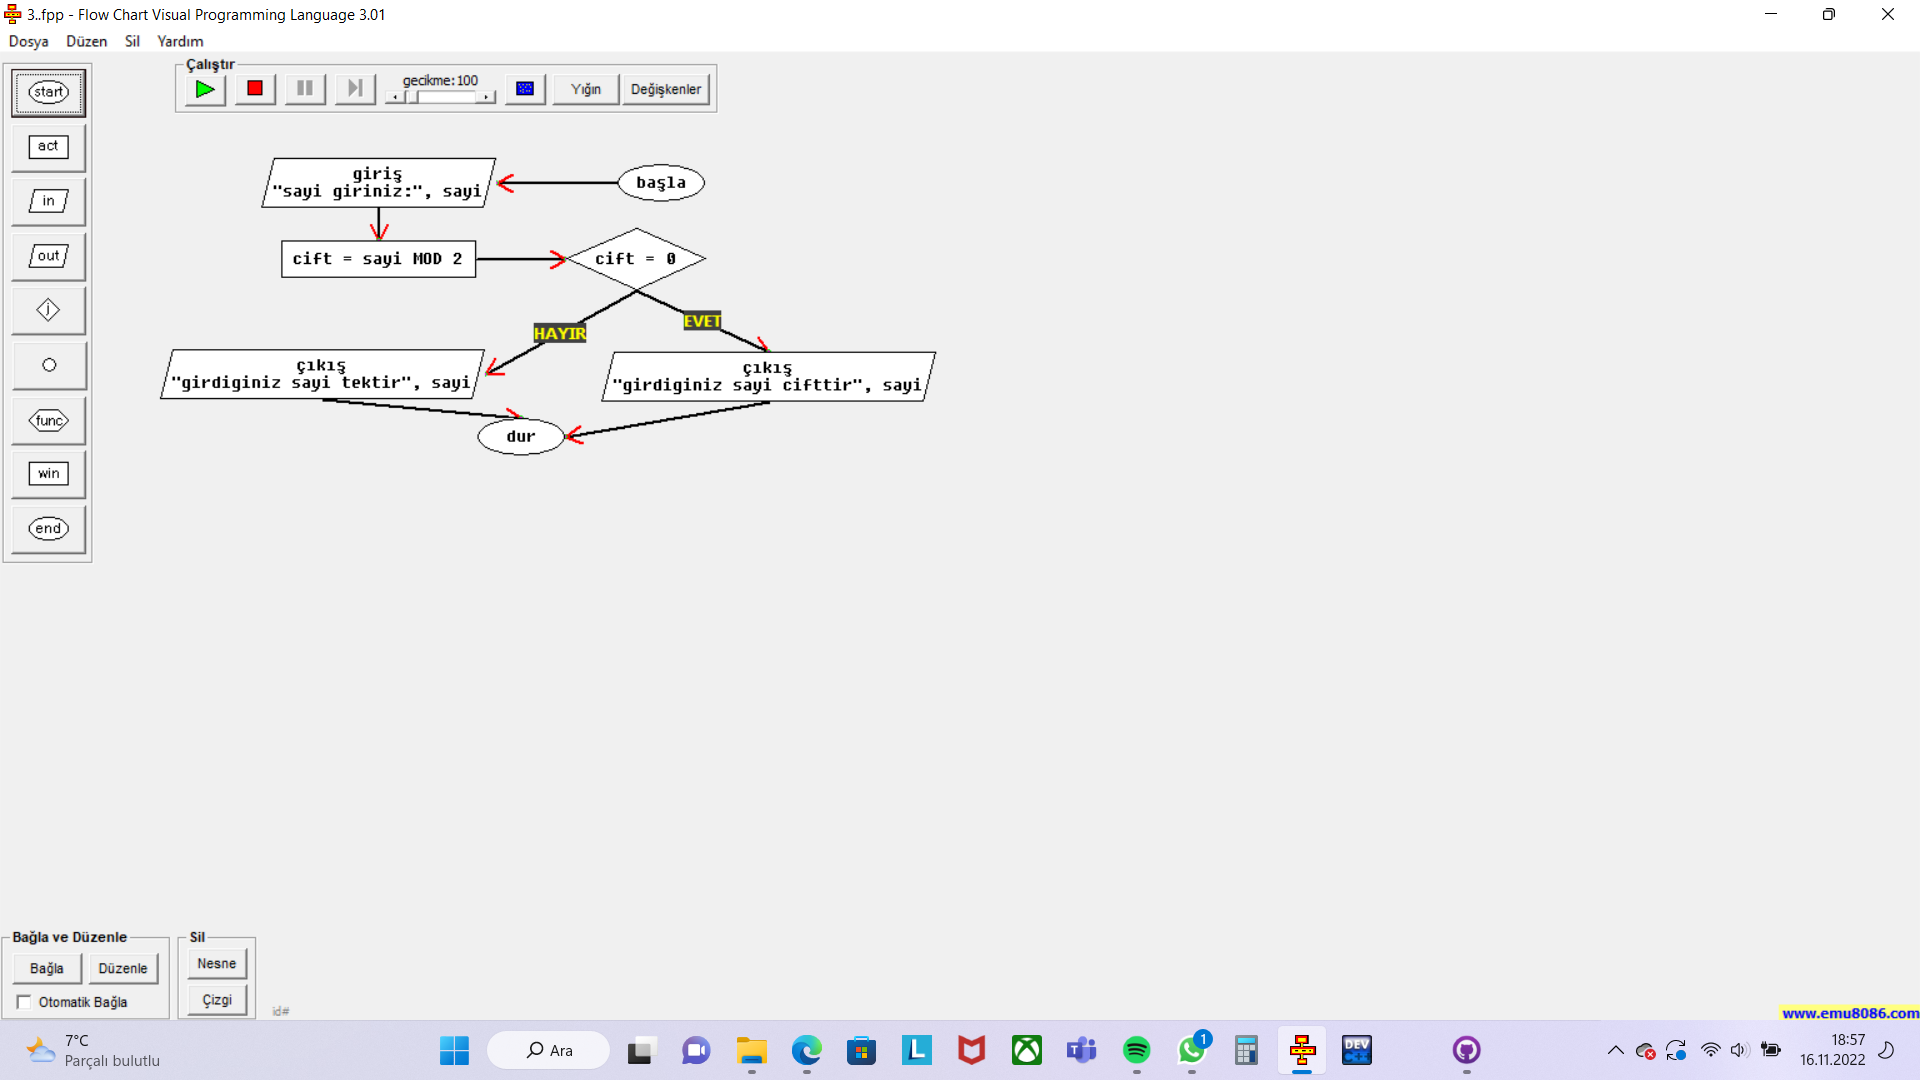 3..fpp - Flow Chart Visual Programming Language 3.01
Dosya Düzen Sil Yardım
Çalıştır
gecikme:100
Yığın
Değişkenler
start
act
in
out
j
func
win
end
başla
giriş
"sayi giriniz:", sayi
cift = sayi MOD 2
cift = 0
HAYIR
EVET
çıkış
"girdiginiz sayi tektir", sayi
çıkış
"girdiginiz sayi cifttir", sayi
dur
Bağla ve Düzenle
Bağla
Düzenle
Otomatik Bağla
Sil
Nesne
Çizgi
id#
www.emu8086.com
7°C
Parçalı bulutlu
Ara
L
1
DEV
C++
18:57
16.11.2022